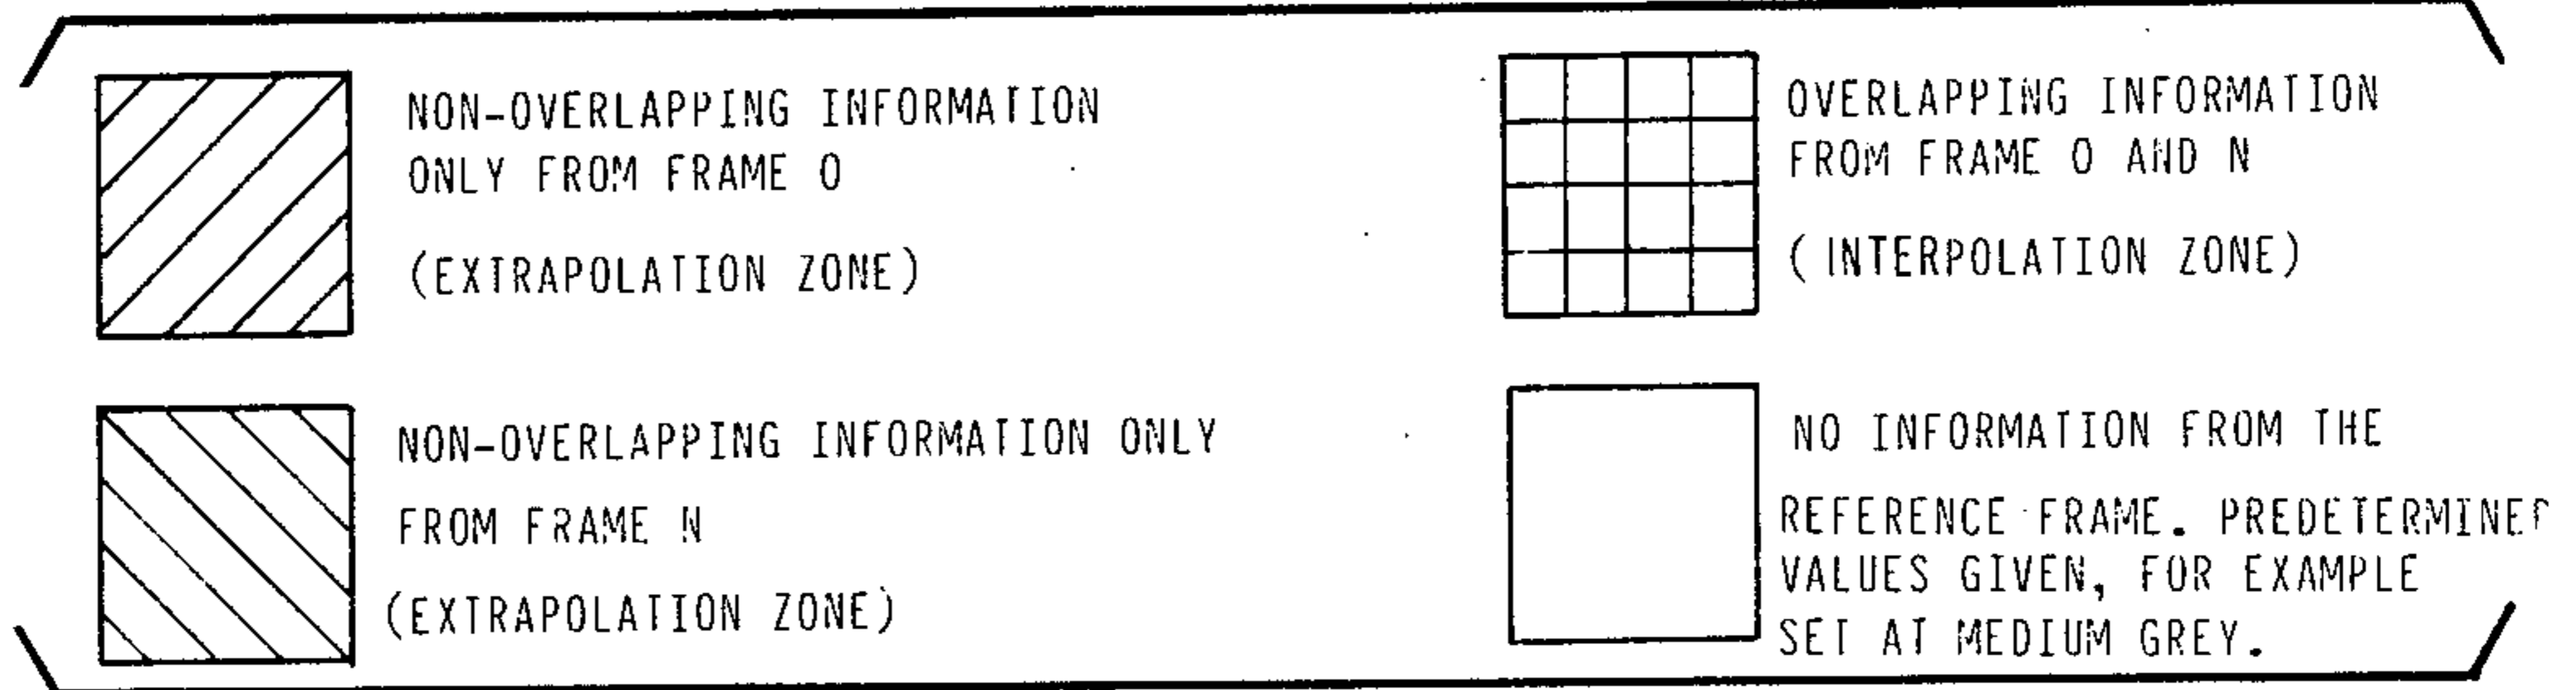 NON-OVERLAPPING INFORMATION
ONLY FROM FRAME O
(EXTRAPOLATION ZONE)
OVERLAPPING INFORMATION
FROM FRAME O AND N
(INTERPOLATION ZONE)
NON-OVERLAPPING INFORMATION ONLY
FROM FRAME N
(EXTRAPOLATION ZONE)
NO INFORMATION FROM THE
REFERENCE FRAME. PREDETERMINED
VALUES GIVEN, FOR EXAMPLE
SET AT MEDIUM GREY.